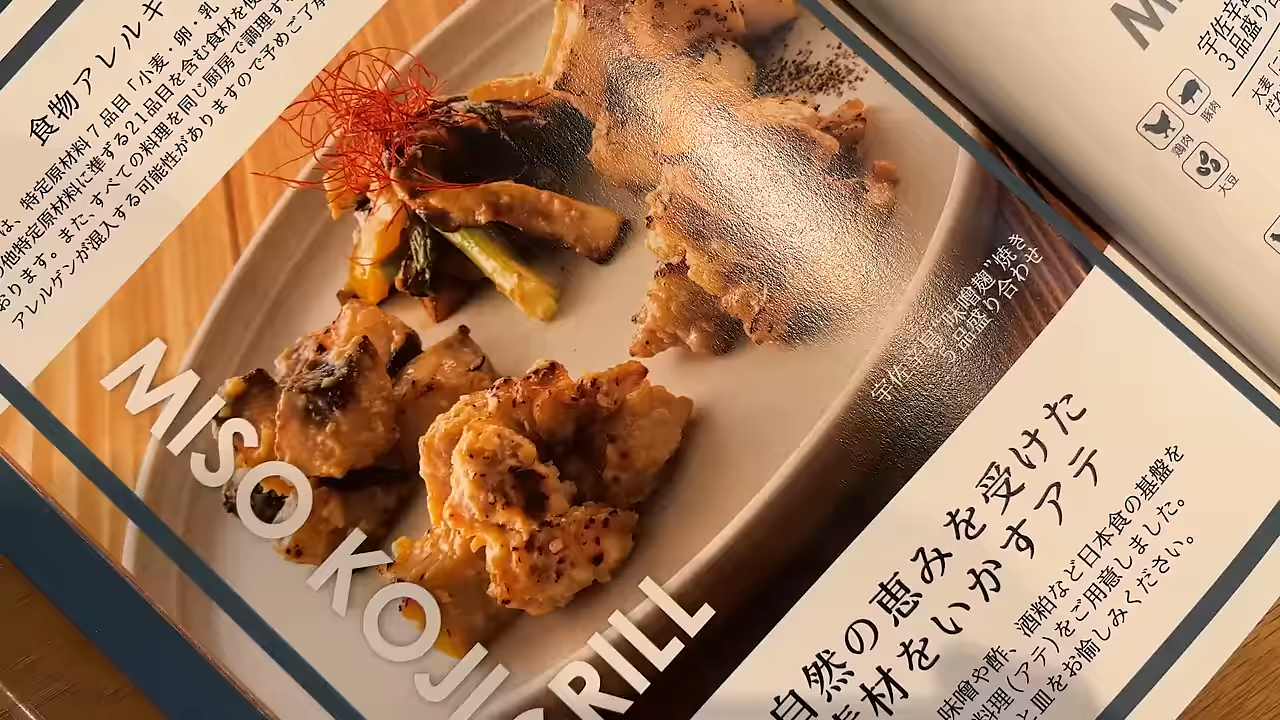 食物アレルギ
は、特定原材料7品目「小麦・卵・乳
の他特定原材料に準ずる21品目を含む食材を使
おります。また、すべての料理を同じ厨房で調理す
アレルゲンが混入する可能性がありますので予めご了承
MISO KOJI GRILL
宇佐辛島“味噌麹”焼き
3品盛り合わせ
自然の恵みを受けた
素材をいかすアテ
味噌や酢、酒粕など日本食の基盤を
料理(アテ)をご用意しました。
と皿をお愉しみください。
宇佐辛
3品盛り
鶏肉
豚肉
大豆